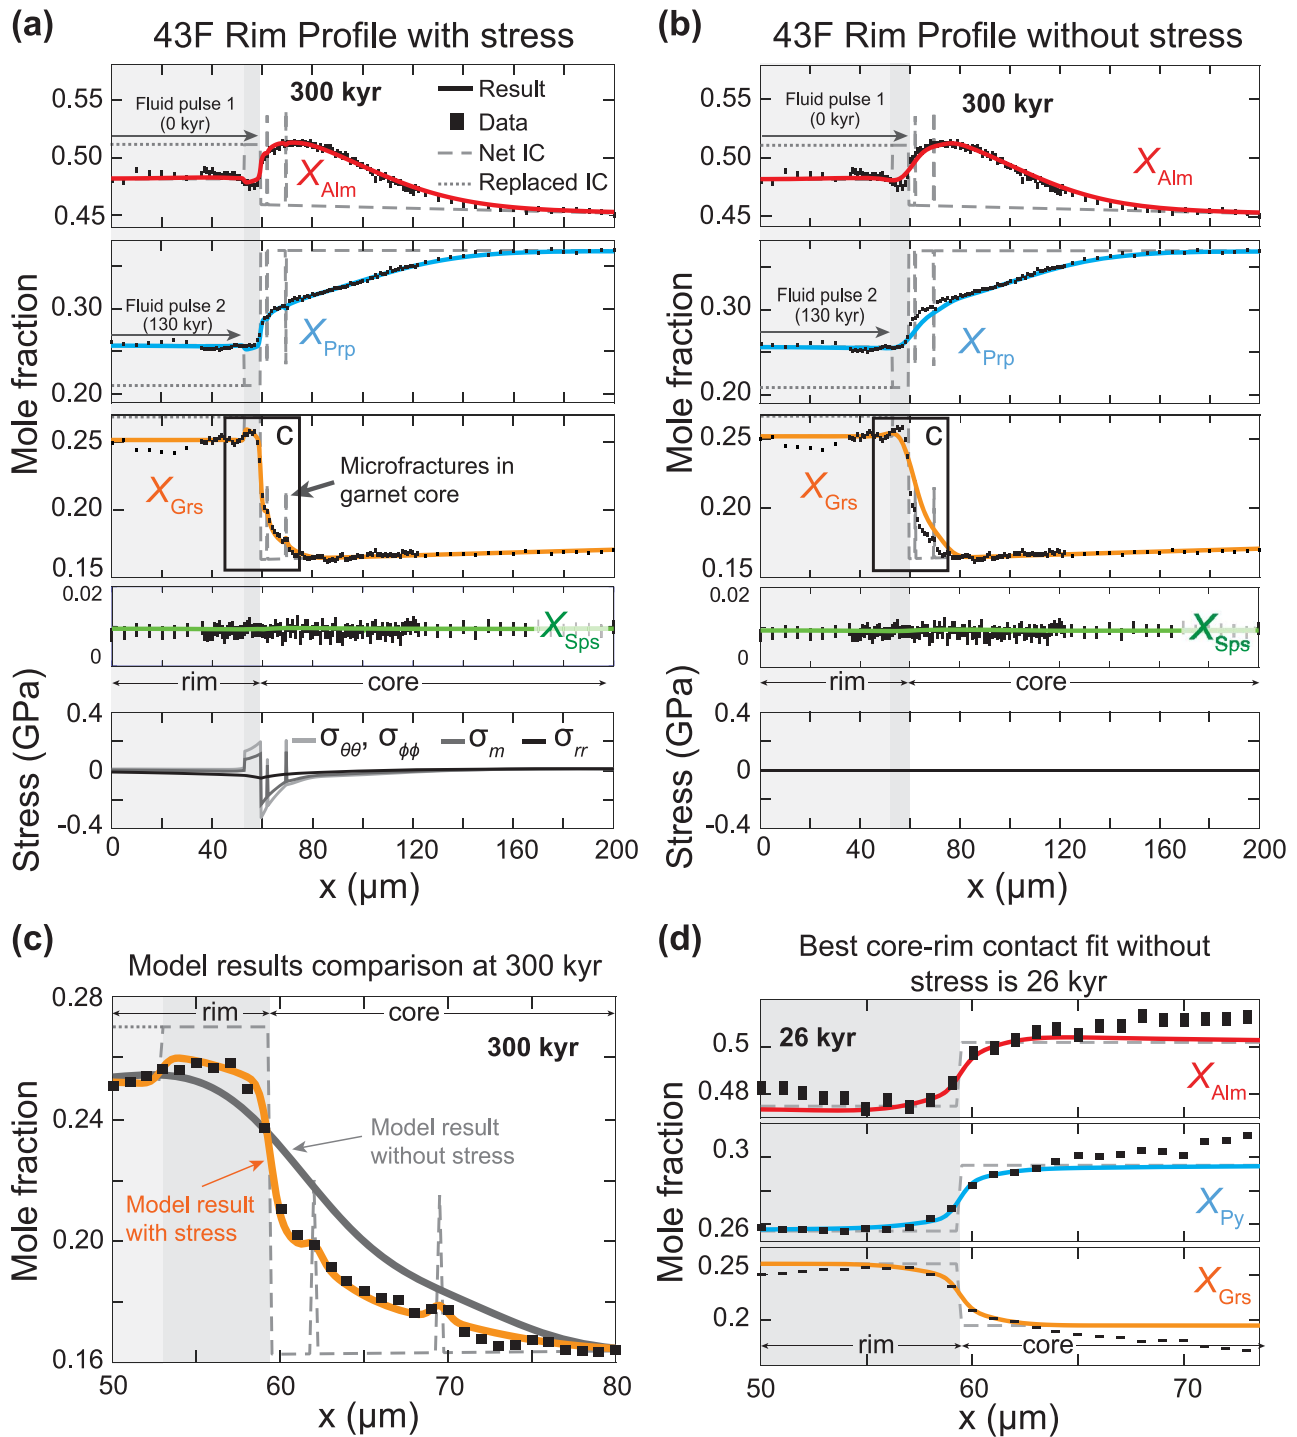 (a)
43F Rim Profile with stress
0.55
0.50
0.45
Fluid pulse 1
(0 kyr)
300 kyr
Result
Data
Net IC
Replaced IC
XAlm
0.30
0.20
Fluid pulse 2
(130 kyr)
XPrp
Mole fraction
0.25
0.20
0.15
C
Microfractures in
garnet core
XGrs
0.02
0
XSps
rim
core
Stress (GPa)
0.4
0
-0.4
σθθ, σϕϕ
σm
σrr
0 40 80 120 160 200
x (µm)
(b)
43F Rim Profile without stress
0.55
0.50
0.45
Fluid pulse 1
(0 kyr)
300 kyr
XAlm
0.30
0.20
Fluid pulse 2
(130 kyr)
XPrp
Mole fraction
0.25
0.20
0.15
C
XGrs
0.02
0
XSps
rim
core
Stress (GPa)
0.4
0
-0.4
0 40 80 120 160 200
x (µm)
(c)
Model results comparison at 300 kyr
0.28
0.24
0.20
0.16
Mole fraction
rim
core
300 kyr
Model result
without stress
Model result
with stress
50 60 70 80
x (µm)
(d)
Best core-rim contact fit without
stress is 26 kyr
26 kyr
0.5
0.48
XAlm
0.3
0.26
XPy
0.25
0.2
XGrs
Mole fraction
rim
core
50 60 70
x (µm)